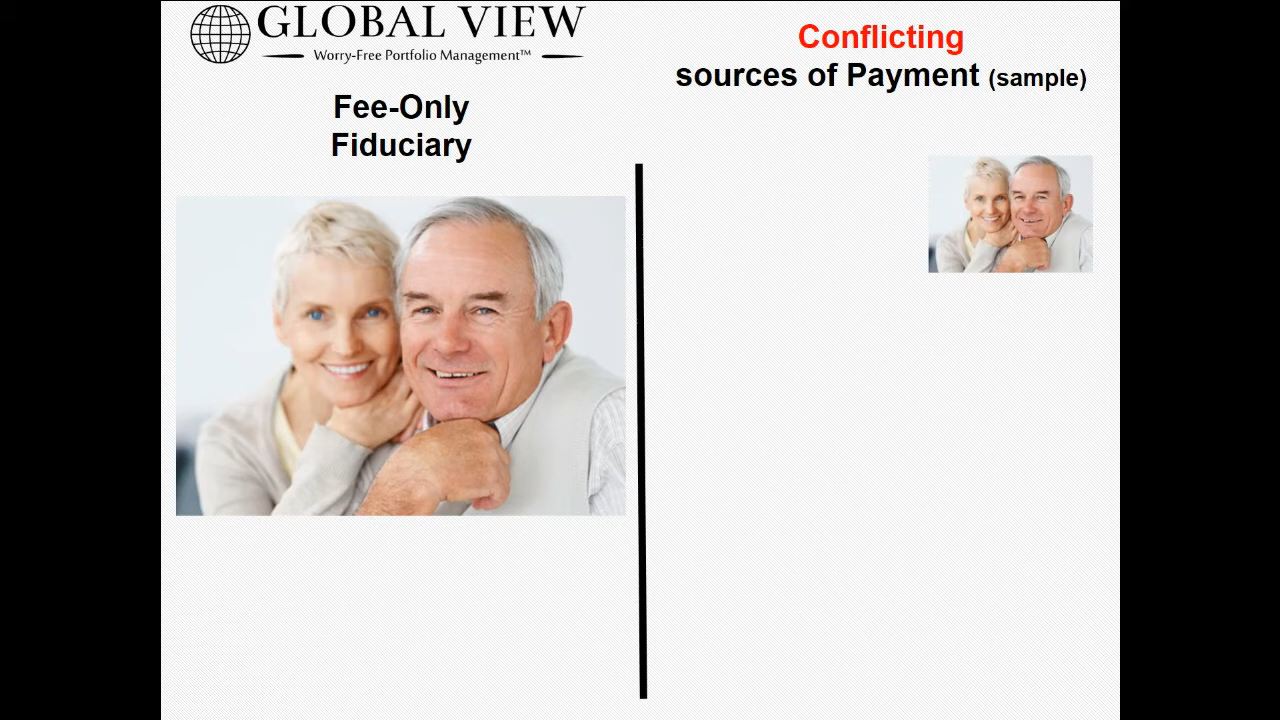 GLOBAL VIEW
Worry-Free Portfolio Management™
Fee-Only
Fiduciary
Conflicting
sources of Payment (sample)